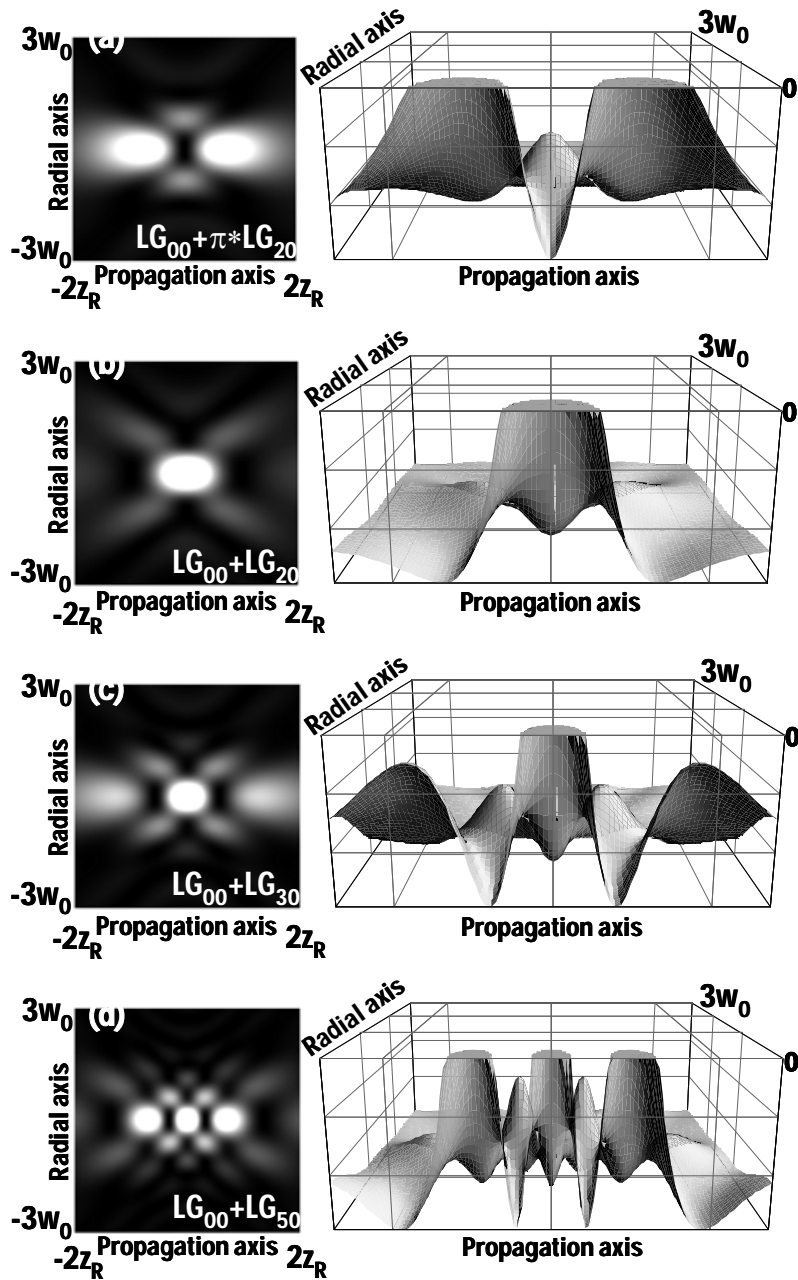 (a)
3w0
Radial axis
-3w0
LG00+π*LG20
-2zR
Propagation axis
2zR
Radial axis
3w0
0
Propagation axis
(b)
3w0
Radial axis
-3w0
LG00+LG20
-2zR
Propagation axis
2zR
Radial axis
3w0
0
Propagation axis
(c)
3w0
Radial axis
-3w0
LG00+LG30
-2zR
Propagation axis
2zR
Radial axis
3w0
0
Propagation axis
(d)
3w0
Radial axis
-3w0
LG00+LG50
-2zR
Propagation axis
2zR
Radial axis
3w0
0
Propagation axis